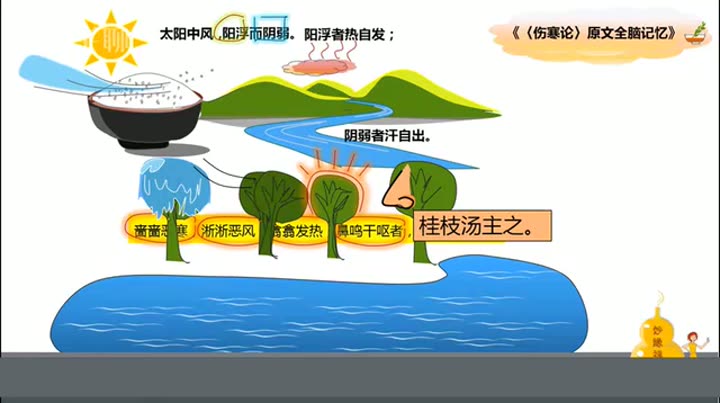 太阳中风,阳浮而阴弱。阳浮者热自发；
《〈伤寒论〉原文全脑记忆》
阴弱者汗自出。
啬啬恶寒 淅淅恶风 翕翕发热 鼻鸣干呕者,
桂枝汤主之。